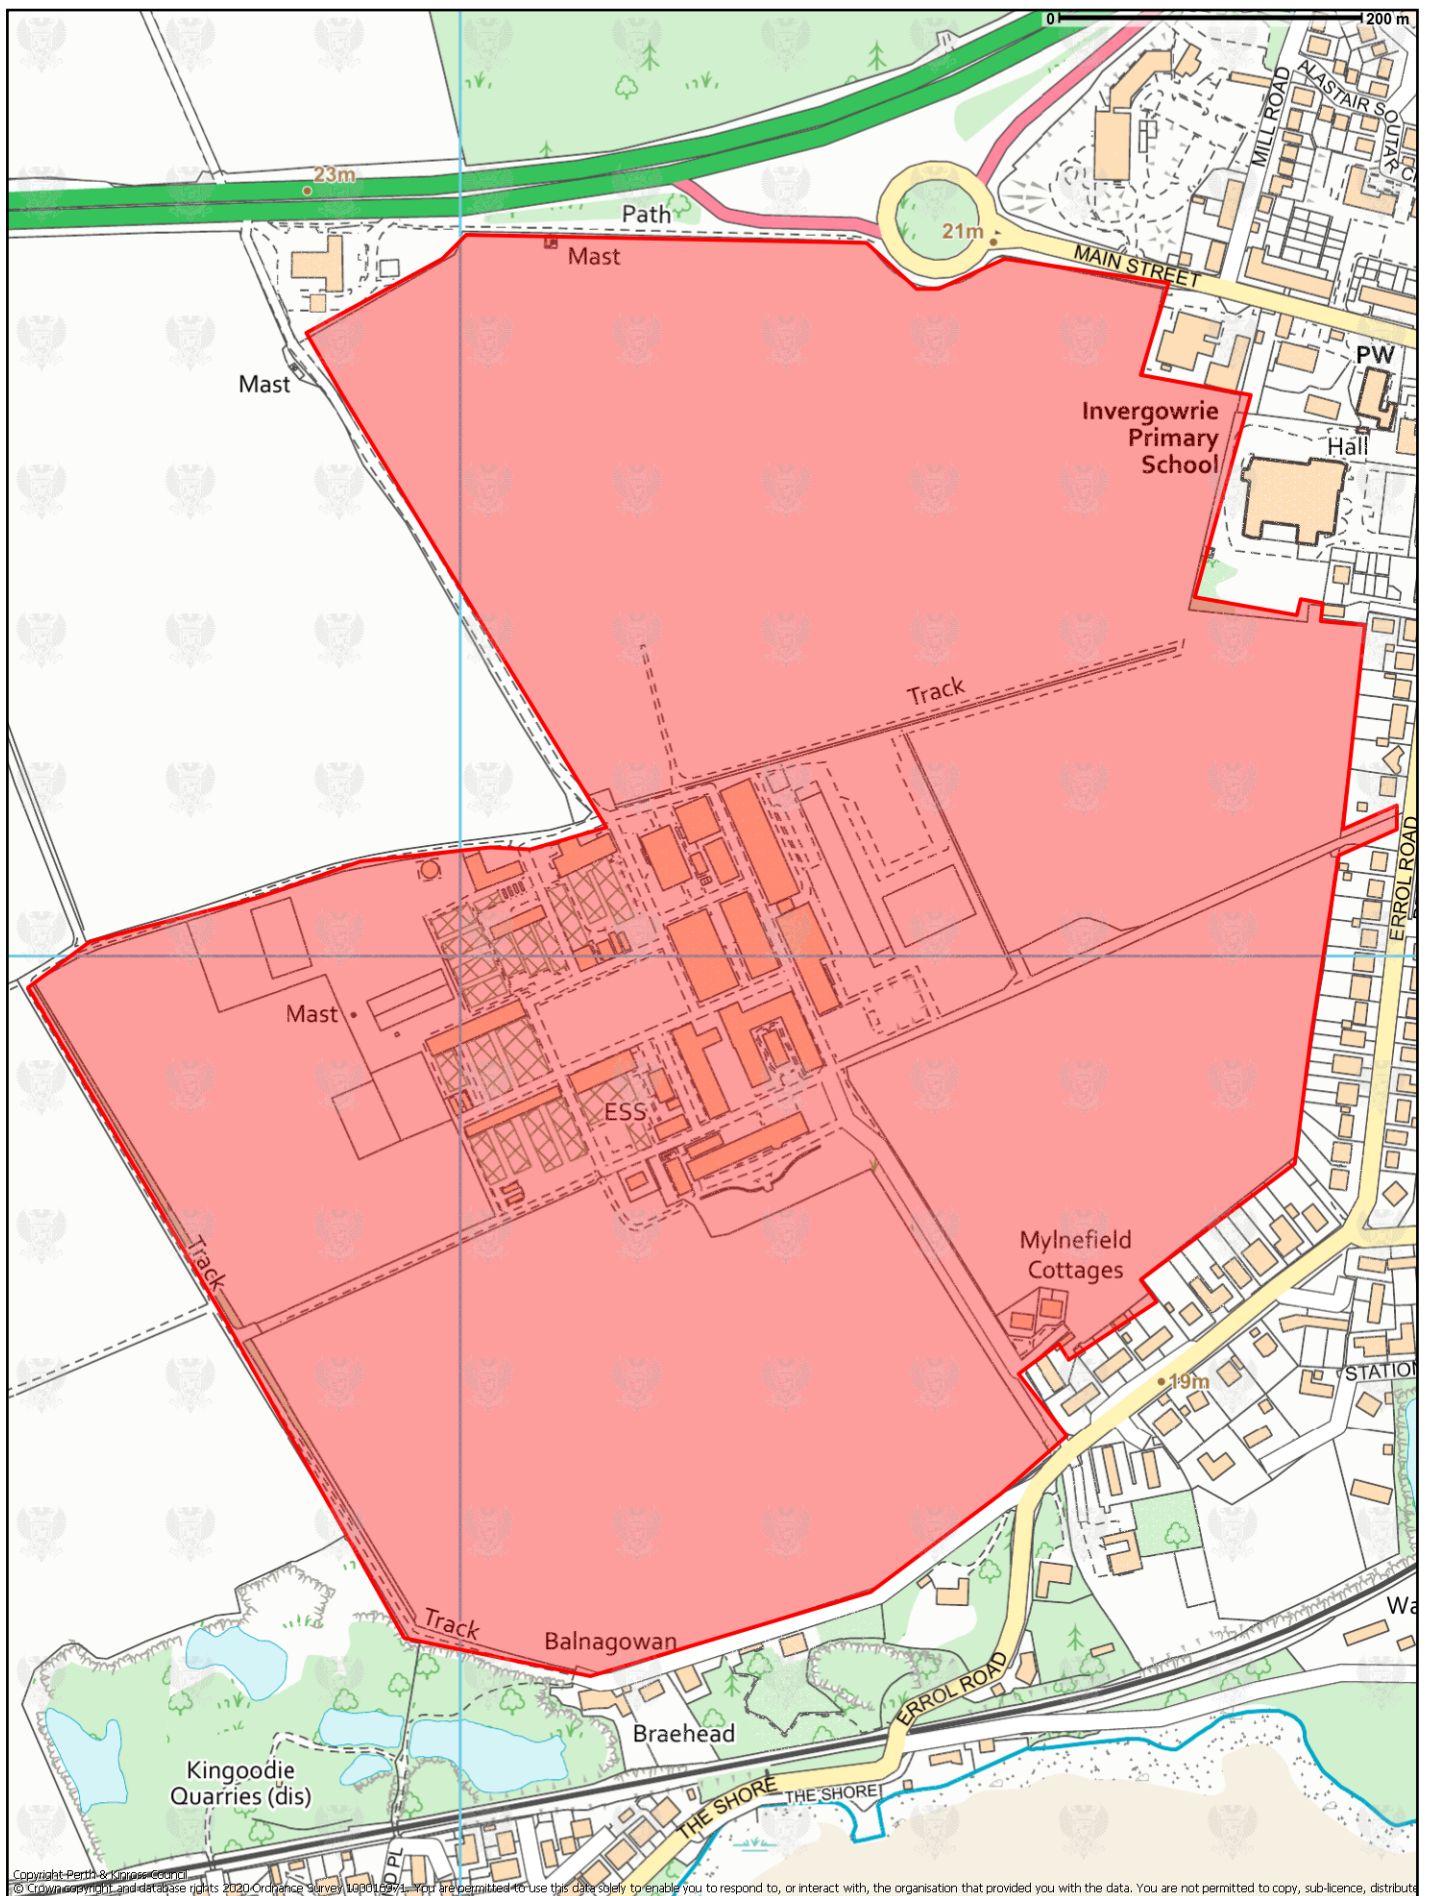 0
200 m
MILL ROAD
ALASTAIR SOUTAR
23m
Path
21m
Mast
MAIN STREET
Mast
PW
Invergowrie
Primary
School
Hall
Track
ERROL ROAD
Mast
ESS
Mylnefield
Cottages
Track
19m
STATION
Track
Balnagowan
ERROL ROAD
Braehead
Kingoodie
Quarries (dis)
THE SHORE
THE SHORE
PL
Copyright Perth & Kinross Council
© Crown copyright and database rights 2020 Ordnance Survey 100016971. You are permitted to use this data solely to enable you to respond to, or interact with, the organisation that provided you with the data. You are not permitted to copy, sub-licence, distribute